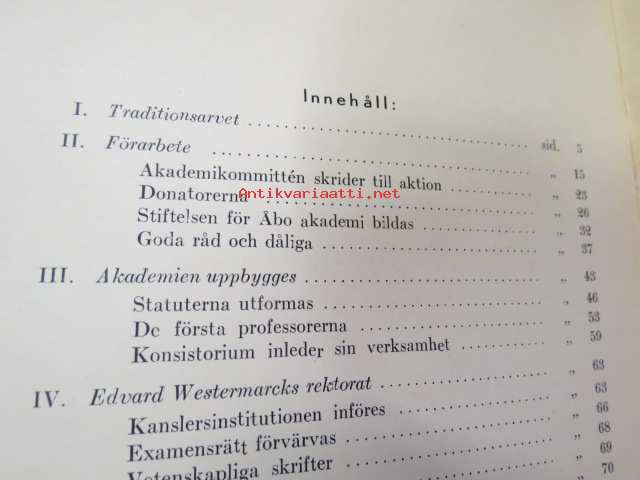 Innehåll:
I. Traditionsarvet sid. 5
II. Förarbete „ 15
Akademikommittén skrider till aktion „ 23
Antikvariaatti.net
Donatorerna „ 26
Stiftelsen för Åbo akademi bildas „ 32
Goda råd och dåliga „ 37
III. Akademien uppbygges „ 43
Statuterna utformas „ 46
De första professorerna „ 53
Konsistorium inleder sin verksamhet „ 59
IV. Edvard Westermarcks rektorat „ 63
Kanslersinstitutionen införes „ 63
Examensrätt förvärvas „ 66
Vetenskapliga skrifter „ 68
„ 69
„ 70